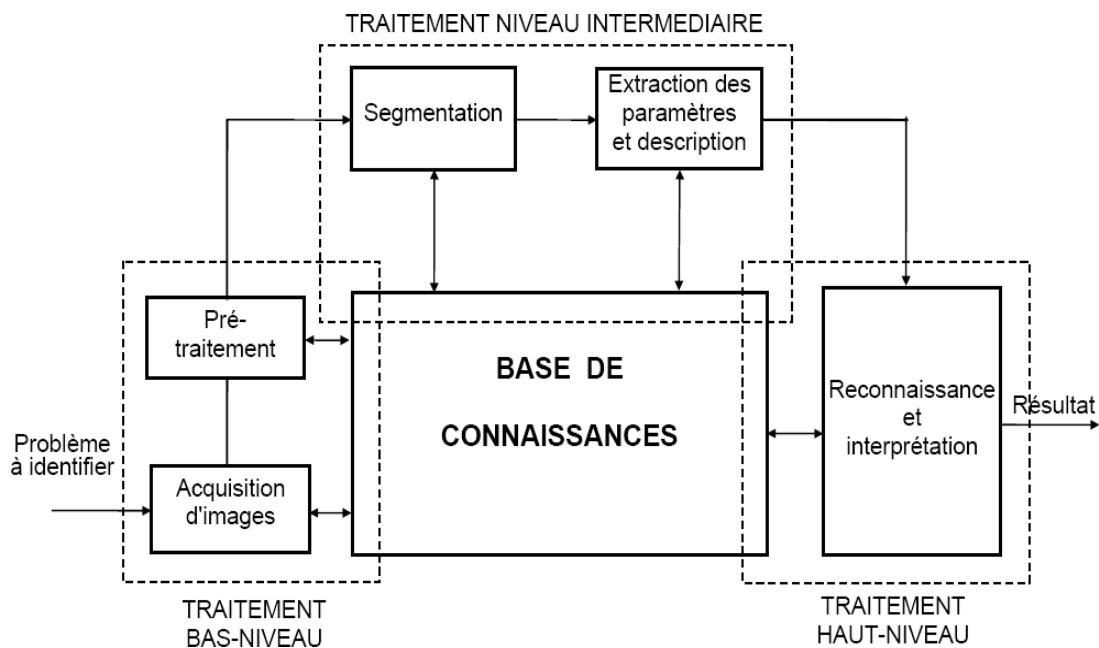 TRAITEMENT NIVEAU INTERMEDIAIRE
Segmentation
Extraction des
paramètres
et description
Pré-
traitement
BASE DE
CONNAISSANCES
Reconnaissance
et
interprétation
Résultat
Problème
à identifier
Acquisition
d'images
TRAITEMENT
BAS-NIVEAU
TRAITEMENT
HAUT-NIVEAU